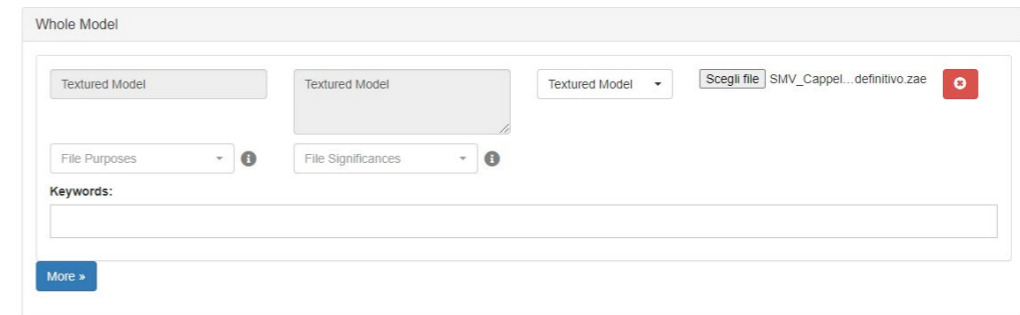 Whole Model
Textured Model
Textured Model
Textured Model
Scegli file SMV_Cappel...definitivo.zae
File Purposes
File Significances
Keywords:
More »